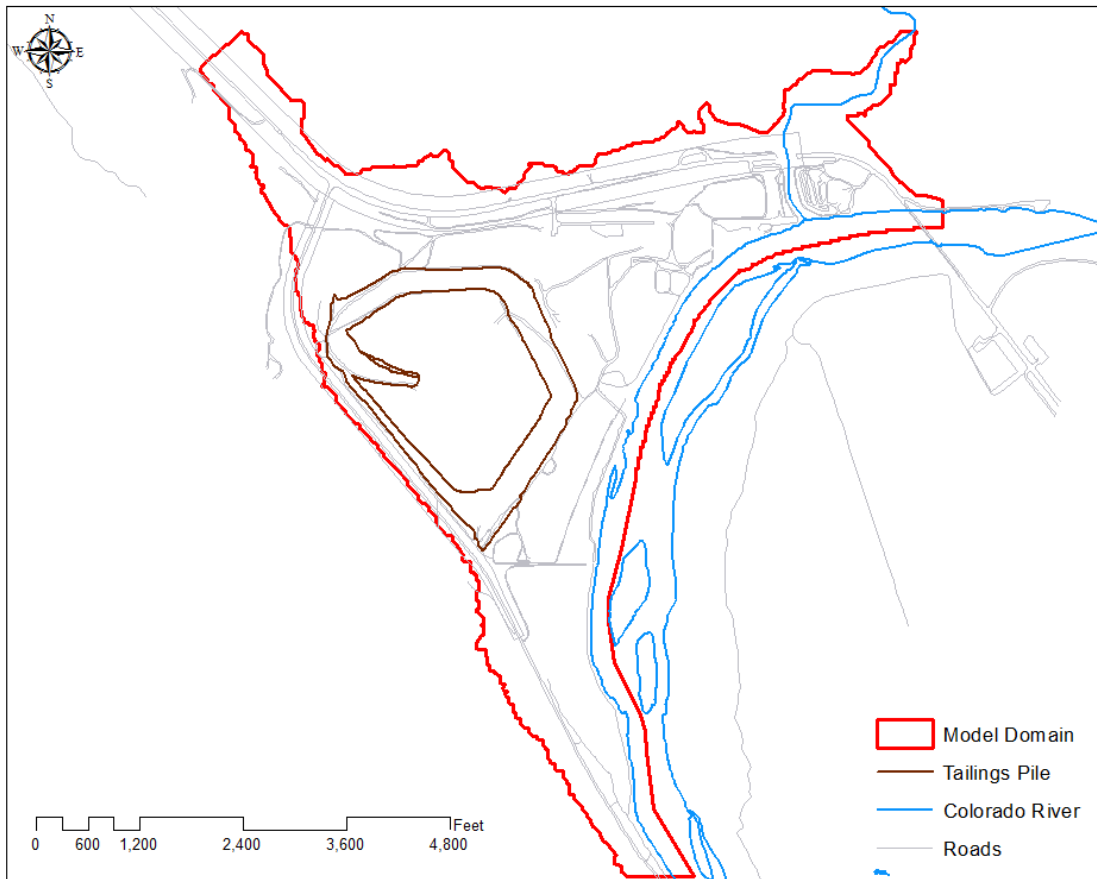 N
W E
S
Model Domain
Tailings Pile
Colorado River
Roads
Feet
0 600 1,200 2,400 3,600 4,800